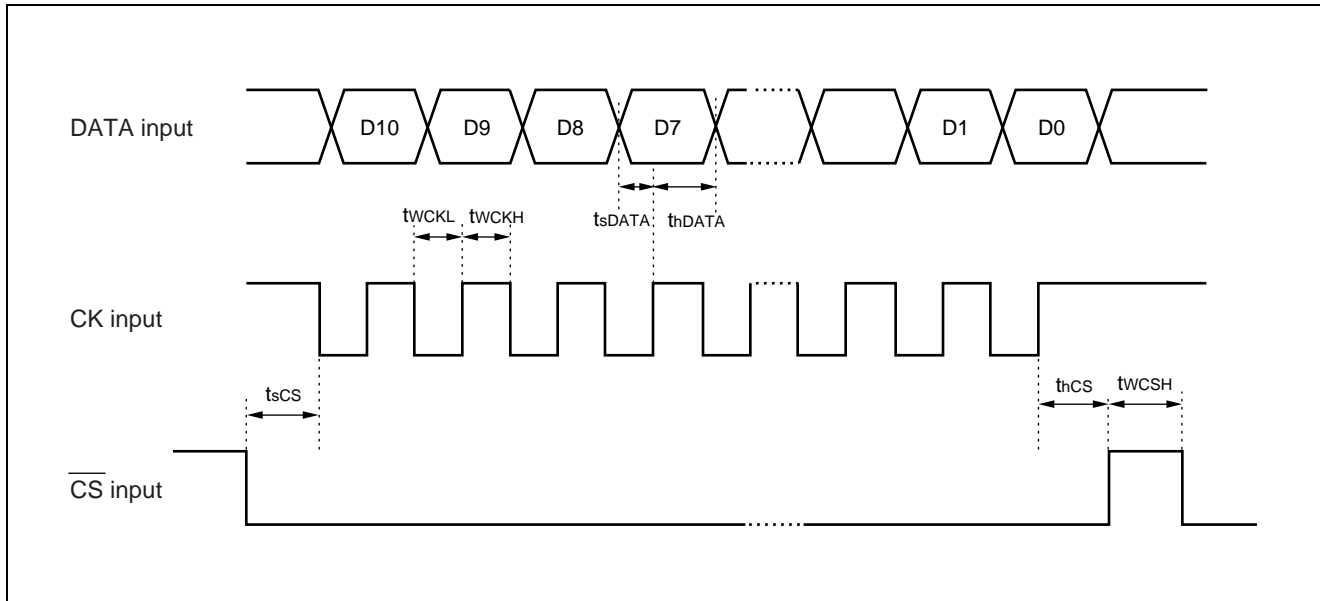 DATA input
D10 D9 D8 D7 D1 D0
tWCKL tWCKH tsDATA thDATA
CK input
tsCS thCS tWCSH
CS input